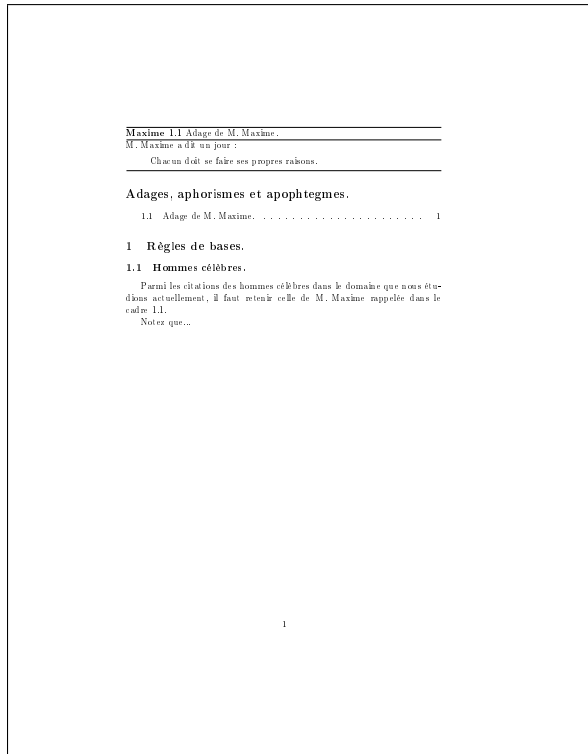 Maxime 1.1 Adage de M. Maxime.
M. Maxime a dit un jour :
Chacun doit se faire ses propres raisons.
Adages, aphorismes et apophtegmes.
1.1 Adage de M. Maxime. . . . . . . . . . . . . . . . . . . . . . . 1
1 Règles de bases.
1.1 Hommes célèbres.
Parmi les citations des hommes célèbres dans le domaine que nous étu-
dions actuellement, il faut retenir celle de M. Maxime rappelée dans le
cadre 1.1.
Notez que...
1